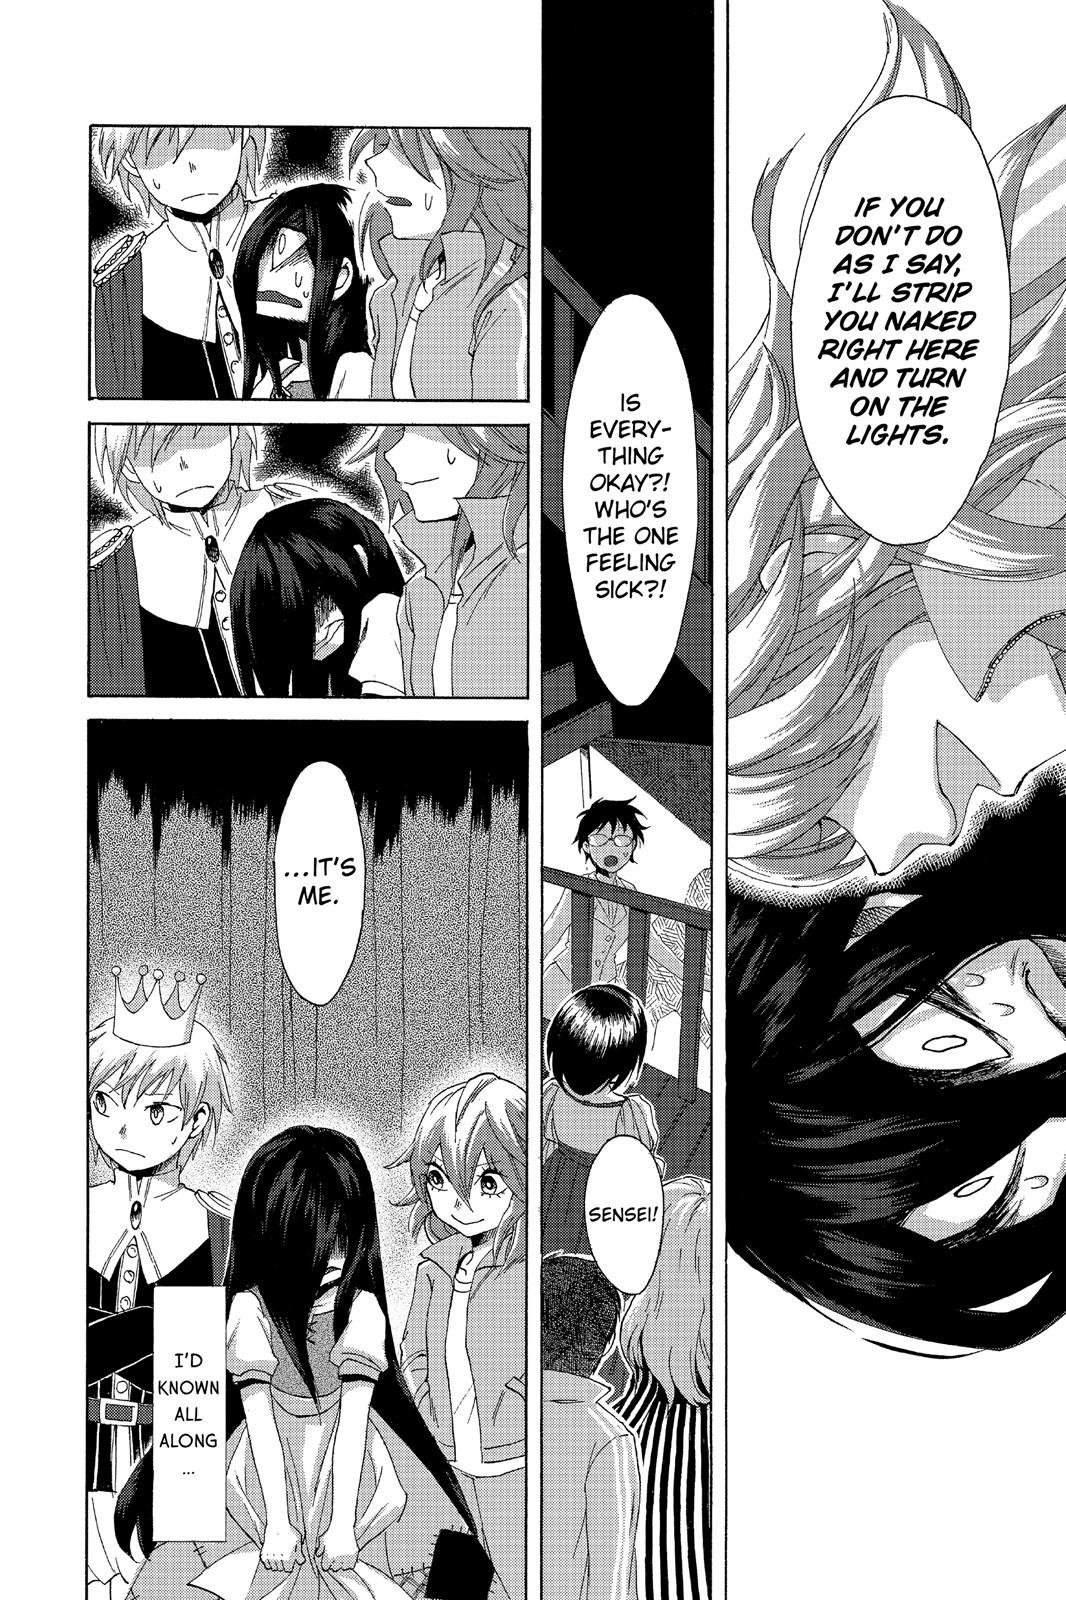 IF YOU
DON'T DO
AS I SAY,
I'LL STRIP
YOU NAKED
RIGHT HERE
AND TURN
ON THE
LIGHTS.
IS
EVERY-
THING
OKAY?!
WHO'S
THE ONE
FEELING
SICK?!
SENSEI!
...IT'S
ME.
I'D
KNOWN
ALL
ALONG
...